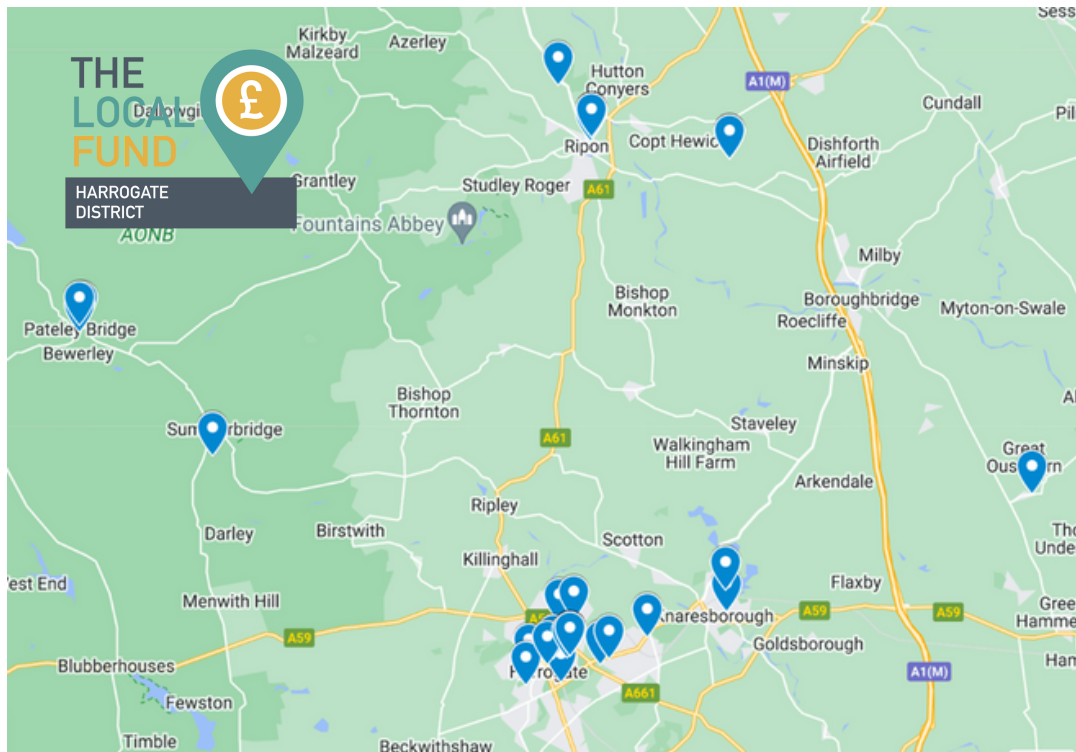 THE
LOCAL
FUND
£
HARROGATE
DISTRICT
Kirkby
Malzeard
Azerley
Hutton
Conyers
A1(M)
Cundall
Ripon
Dishforth
Airfield
Grantley
Studley Roger
A61
Fountains Abbey
AONB
Milby
Bishop
Monkton
Boroughbridge
Roecliffe
Myton-on-Swale
Pateley Bridge
Bewerley
Minskip
Bishop
Thornton
Staveley
A61
Walkingham
Hill Farm
Great
Arkendale
Ripley
Darley
Birstwith
Scotton
Killinghall
Menwith Hill
Flaxby
A59
A59
A59
Goldsborough
Blubberhouses
A661
A1(M)
Fewston
Timble
Beckwithshaw